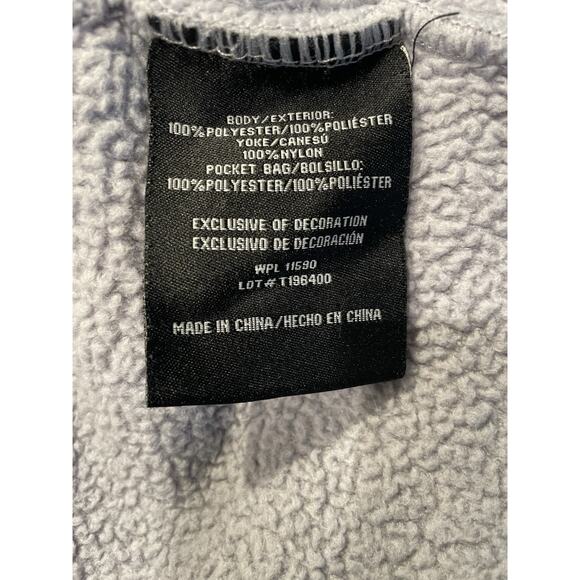 BODY/EXTERIOR:
100%POLYESTER/100%POLIÉSTER
YOKE/CANESÚ
100%NYLON
POCKET BAG/BOLSILLO:
100%POLYESTER/100%POLIÉSTER
EXCLUSIVE OF DECORATION
EXCLUSIVO DE DECORACIÓN
WPL 11590
LOT# T196400
MADE IN CHINA/HECHO EN CHINA